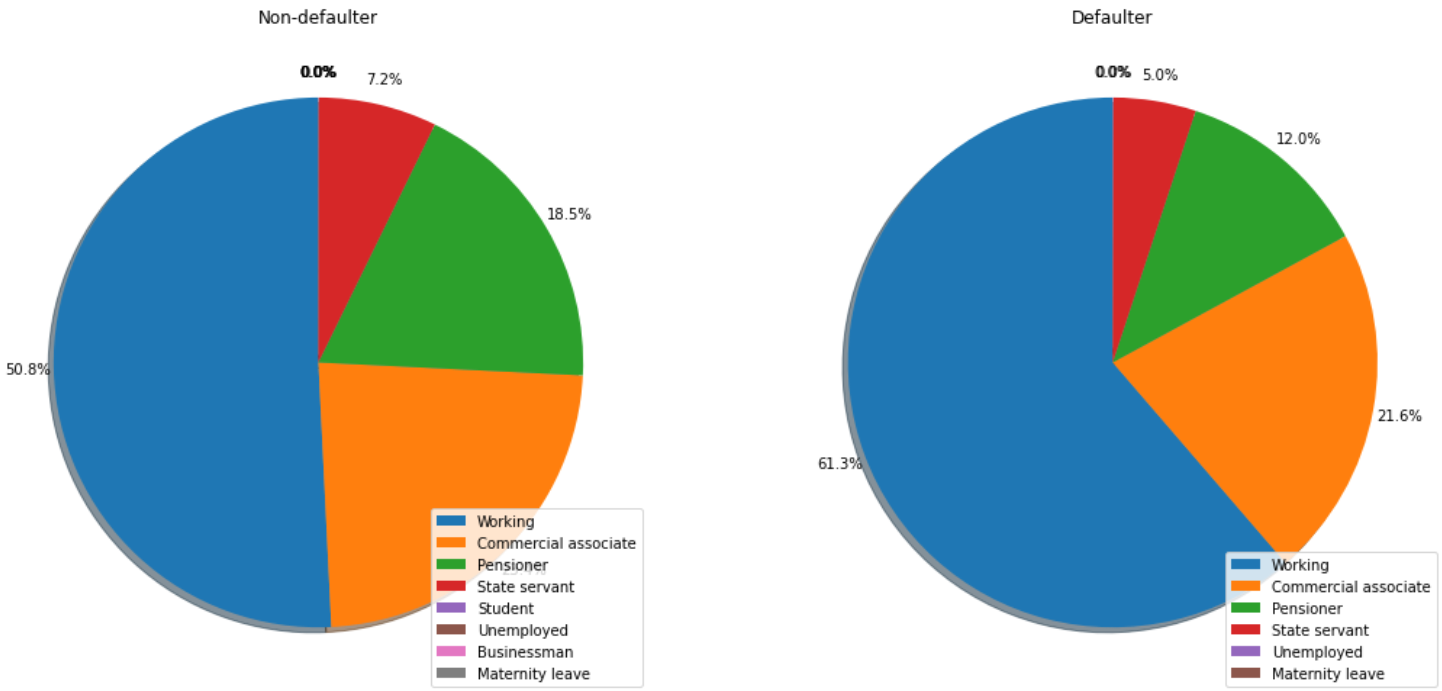 Non-defaulter
0.0%
7.2%
18.5%
50.8%
Working
Commercial associate
Pensioner
State servant
Student
Unemployed
Businessman
Maternity leave
Defaulter
0.0%
5.0%
12.0%
21.6%
61.3%
Working
Commercial associate
Pensioner
State servant
Unemployed
Maternity leave